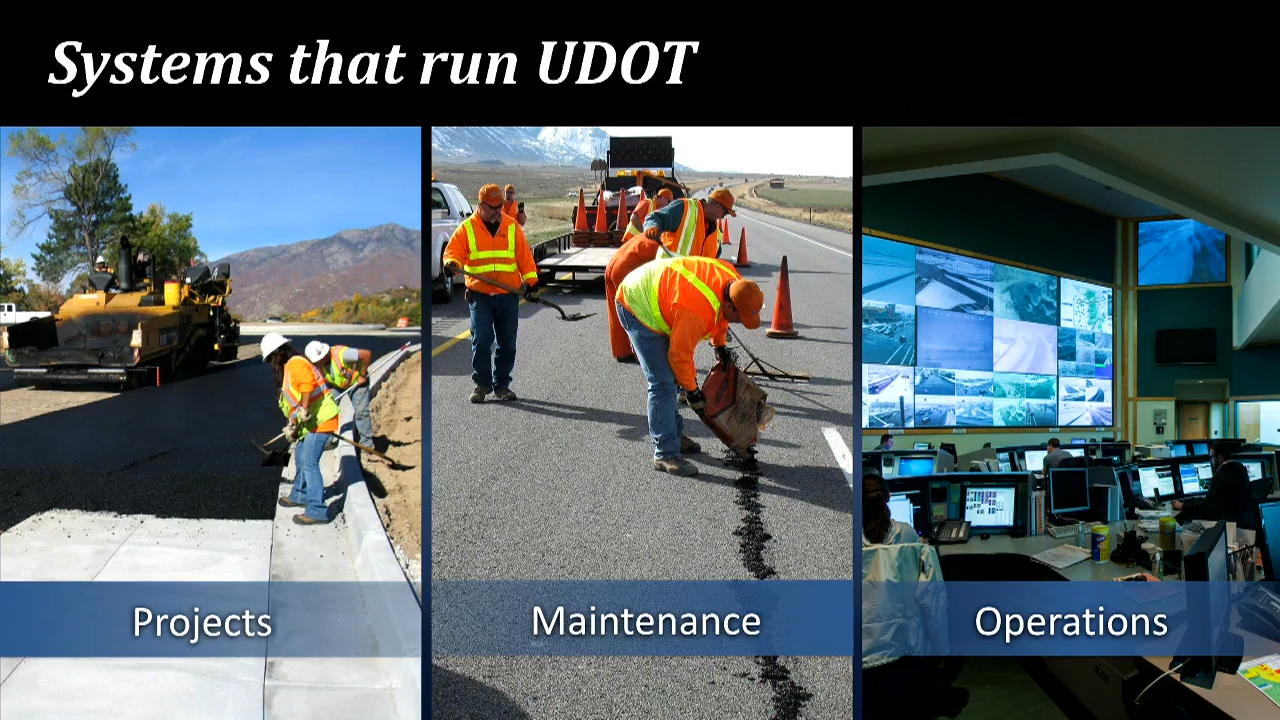 Systems that run UDOT
Projects
Maintenance
Operations